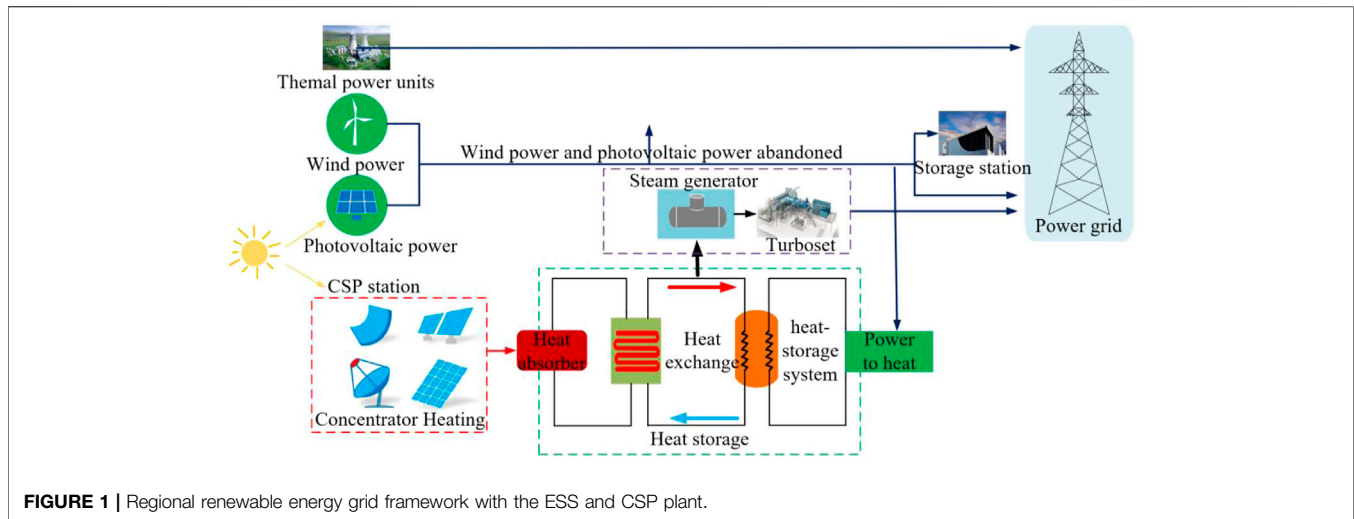 Themal power units
Wind power
Wind power and photovoltaic power abandoned
Storage station
Steam generator
Photovoltaic power
Turboset
Power grid
CSP station
Heat
absorber
Heat
exchange
heat-
storage
system
Power
to heat
Concentrator Heating
Heat storage
FIGURE 1 | Regional renewable energy grid framework with the ESS and CSP plant.